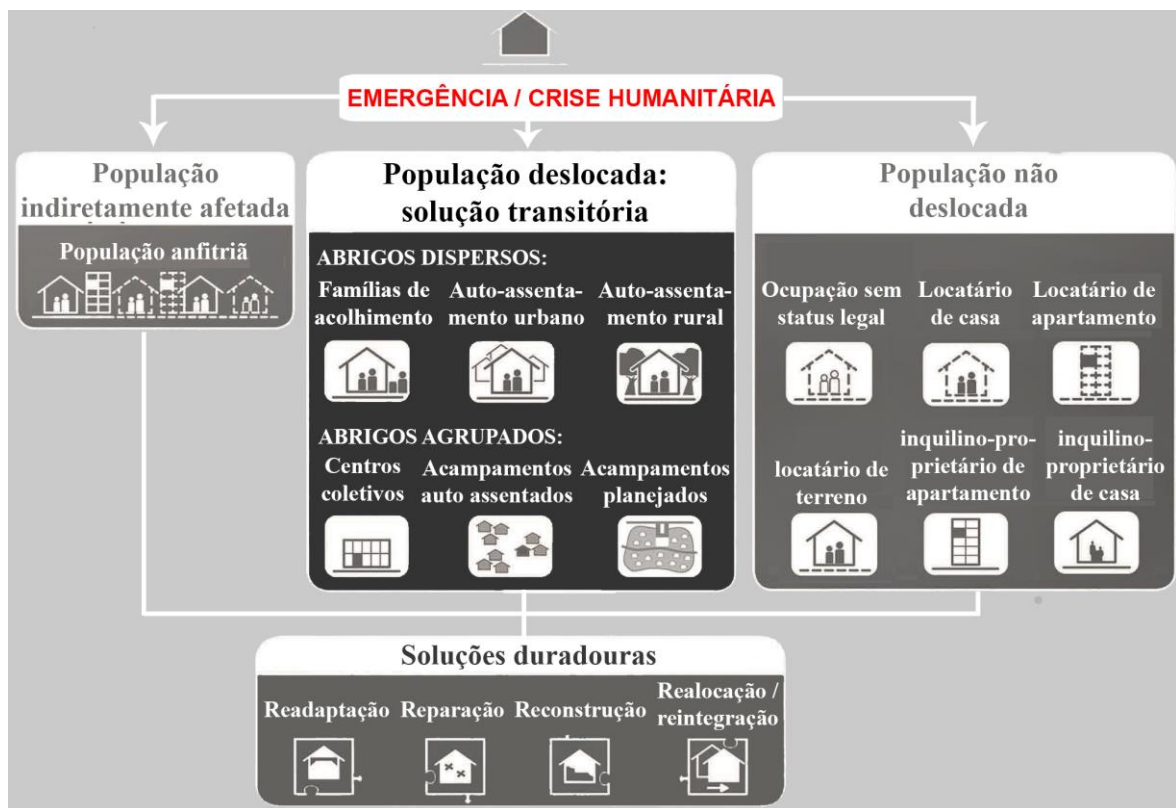 EMERGÊNCIA / CRISE HUMANITÁRIA
População
indiretamente afetada
População anfitriã
População deslocada:
solução transitória
ABRIGOS DISPERSOS:
Famílias de
acolhimento
Auto-assenta-
mento urbano
Auto-assenta-
mento rural
ABRIGOS AGRUPADOS:
Centros
coletivos
Acampamentos
auto assentados
Acampamentos
planejados
População não
deslocada
Ocupação sem
status legal
Locatário
de casa
Locatário de
apartamento
locatário de
terreno
inquilino-pro-
prietário de
apartamento
inquilino-
proprietário
de casa
Soluções duradouras
Readaptação
Reparação
Reconstrução
Realocação /
reintegração